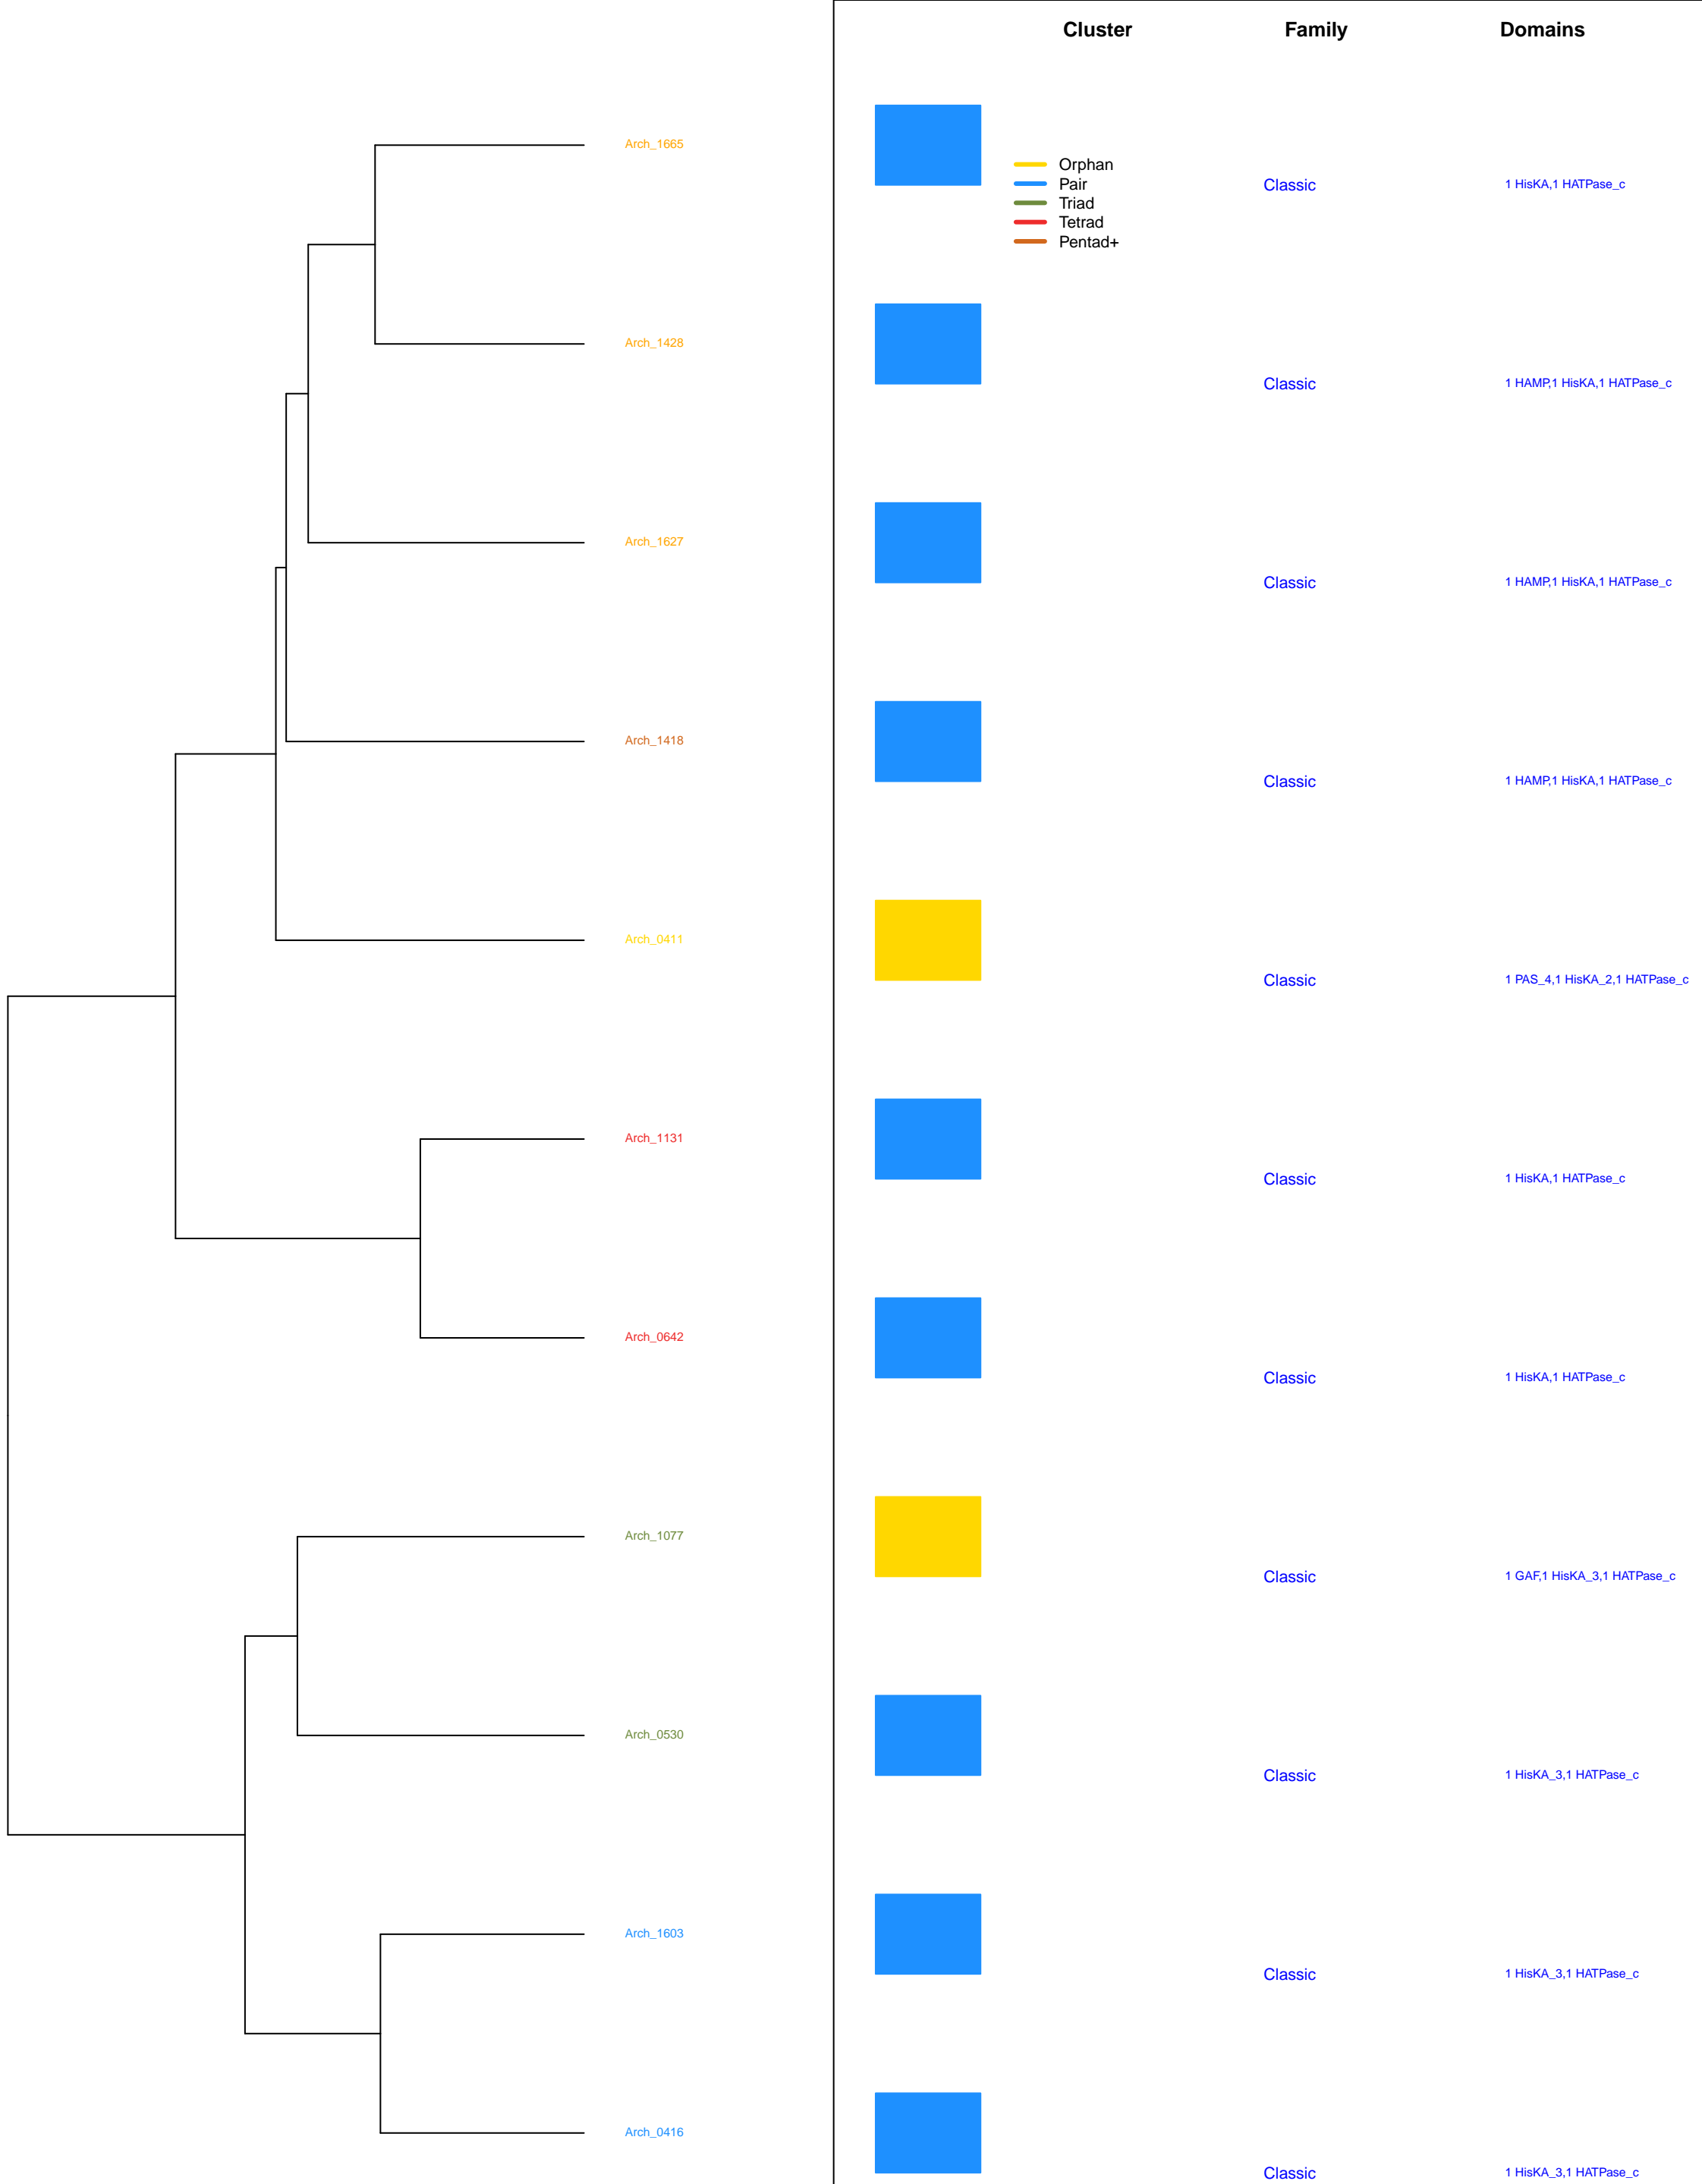 Cluster Family Domains
Arch_1665
Orphan
Pair
Triad
Tetrad
Pentad+
Classic 1 HisKA,1 HATPase_c
Arch_1428
Classic 1 HAMP,1 HisKA,1 HATPase_c
Arch_1627
Classic 1 HAMP,1 HisKA,1 HATPase_c
Arch_1418
Classic 1 HAMP,1 HisKA,1 HATPase_c
Arch_0411
Classic 1 PAS_4,1 HisKA_2,1 HATPase_c
Arch_1131
Classic 1 HisKA,1 HATPase_c
Arch_0642
Classic 1 HisKA,1 HATPase_c
Arch_1077
Classic 1 GAF,1 HisKA_3,1 HATPase_c
Arch_0530
Classic 1 HisKA_3,1 HATPase_c
Arch_1603
Classic 1 HisKA_3,1 HATPase_c
Arch_0416
Classic 1 HisKA_3,1 HATPase_c